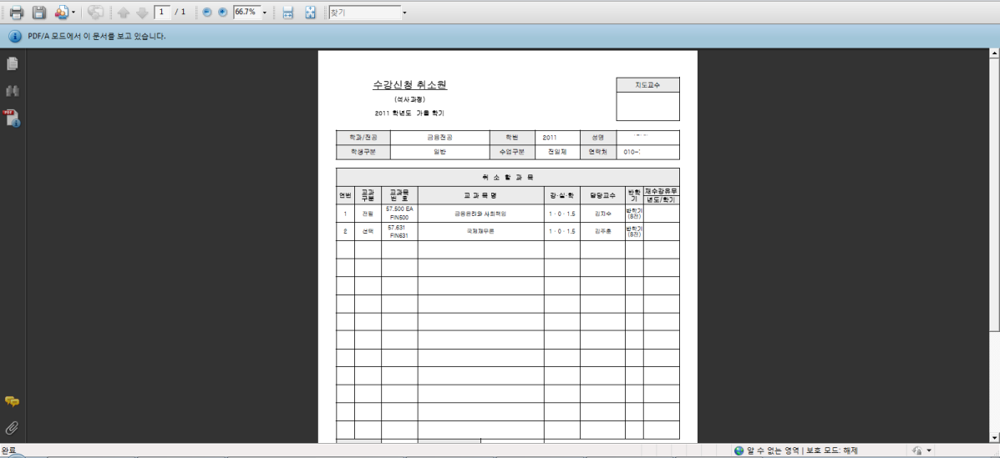 1 / 1 66.7% 찾기
PDF/A 모드에서 이 문서를 보고 있습니다.
수강신청 취소원
(석사과정)
2011 학년도 가을 학기
지도교수
학과/전공 금융전공 학번 2011 성명
학생구분 일반 수업구분 전일제 연락처 010-
취 소 할 과 목
연번 교과구분 교과목번 호 교 과 목 명 강·실·학 담당교수 반학기 재수강유무
년도/학기
1 전필 57.500 EA FIN500 금융윤리와 사회책임 1 · 0 · 1.5 김지수 반학기(8전)
2 선택 57.631 FIN631 국제재무론 1 · 0 · 1.5 김주훈 반학기(8전)
완료 알 수 없는 영역 | 보호 모드: 해제